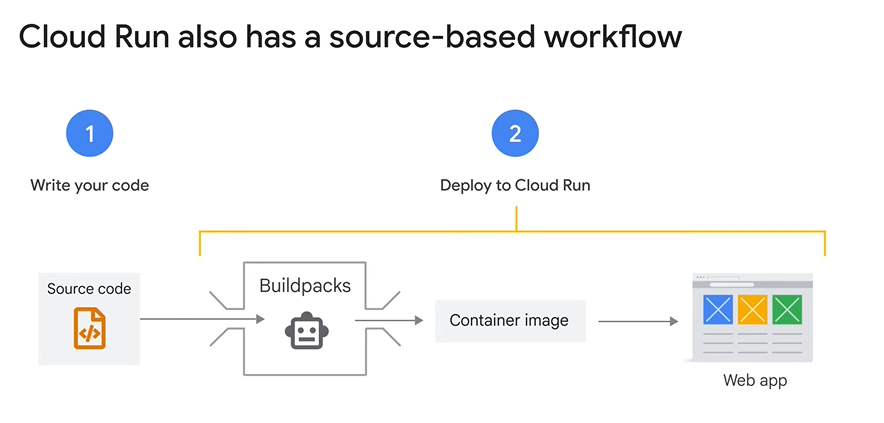 Cloud Run also has a source-based workflow
1
2
Write your code
Deploy to Cloud Run
Source code
</>
Buildpacks
Container image
Web app